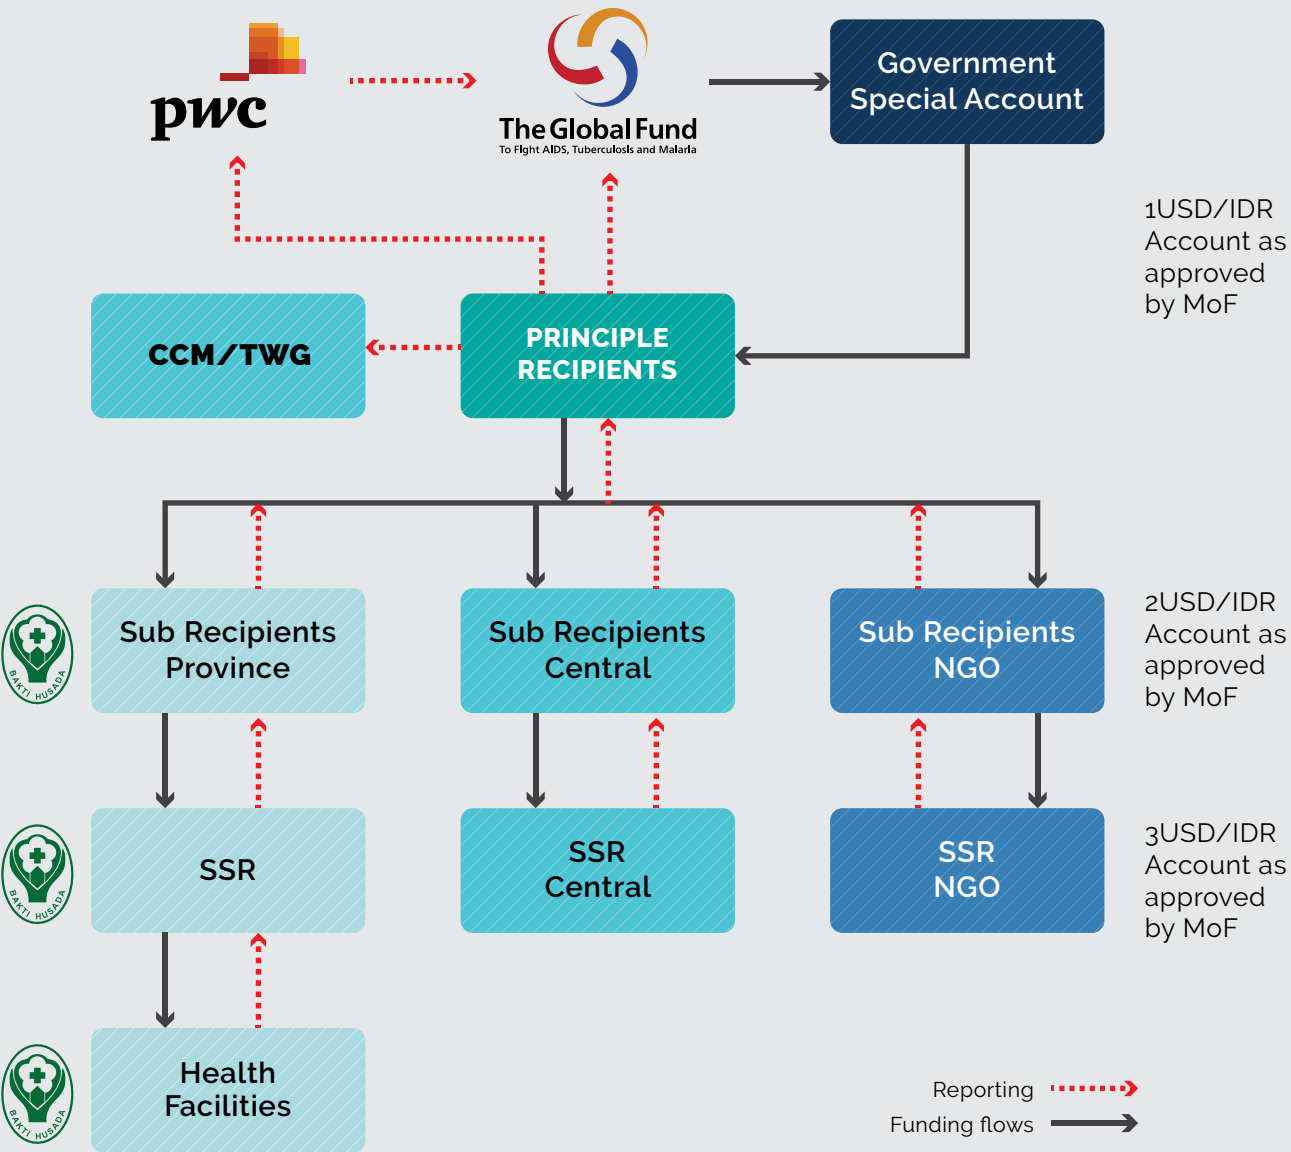 pwc
The Global Fund
To Fight AIDS, Tuberculosis and Malaria
Government
Special Account
1USD/IDR
Account as
approved
by MoF
CCM/TWG
PRINCIPLE
RECIPIENTS
Sub Recipients
Province
Sub Recipients
Central
Sub Recipients
NGO
2USD/IDR
Account as
approved
by MoF
BAKTI HUSADA
SSR
SSR
Central
SSR
NGO
3USD/IDR
Account as
approved
by MoF
BAKTI HUSADA
Health
Facilities
BAKTI HUSADA
Reporting
Funding flows